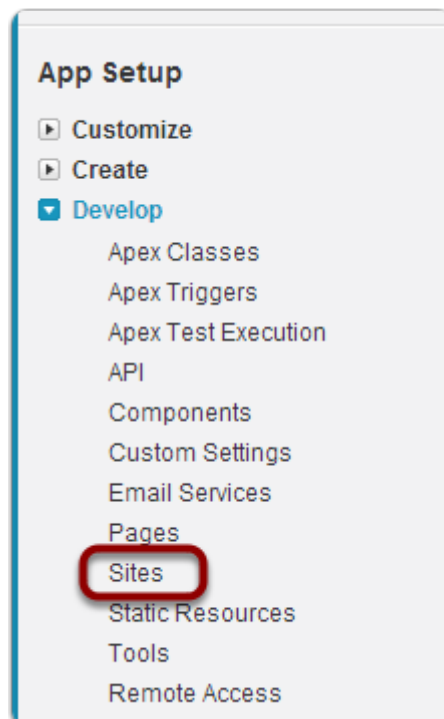 App Setup
Customize
Create
Develop
Apex Classes
Apex Triggers
Apex Test Execution
API
Components
Custom Settings
Email Services
Pages
Sites
Static Resources
Tools
Remote Access